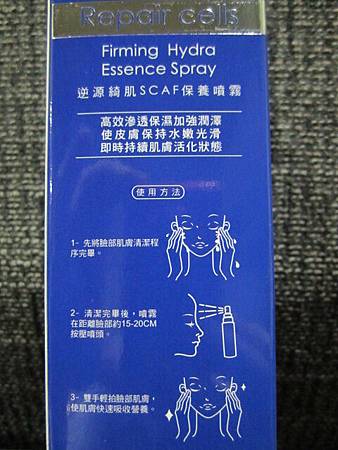 Repair cells
Firming Hydra
Essence Spray
逆源綺肌SCAF保養噴霧
高效滲透保濕加強潤澤
使皮膚保持水嫩光滑
即時持續肌膚活化狀態
使用方法
1- 先將臉部肌膚清潔程
序完畢。
2- 清潔完畢後，噴霧
在距離臉部約15-20CM
按壓噴頭。
3- 雙手輕拍臉部肌膚，
使肌膚快速吸收營養。